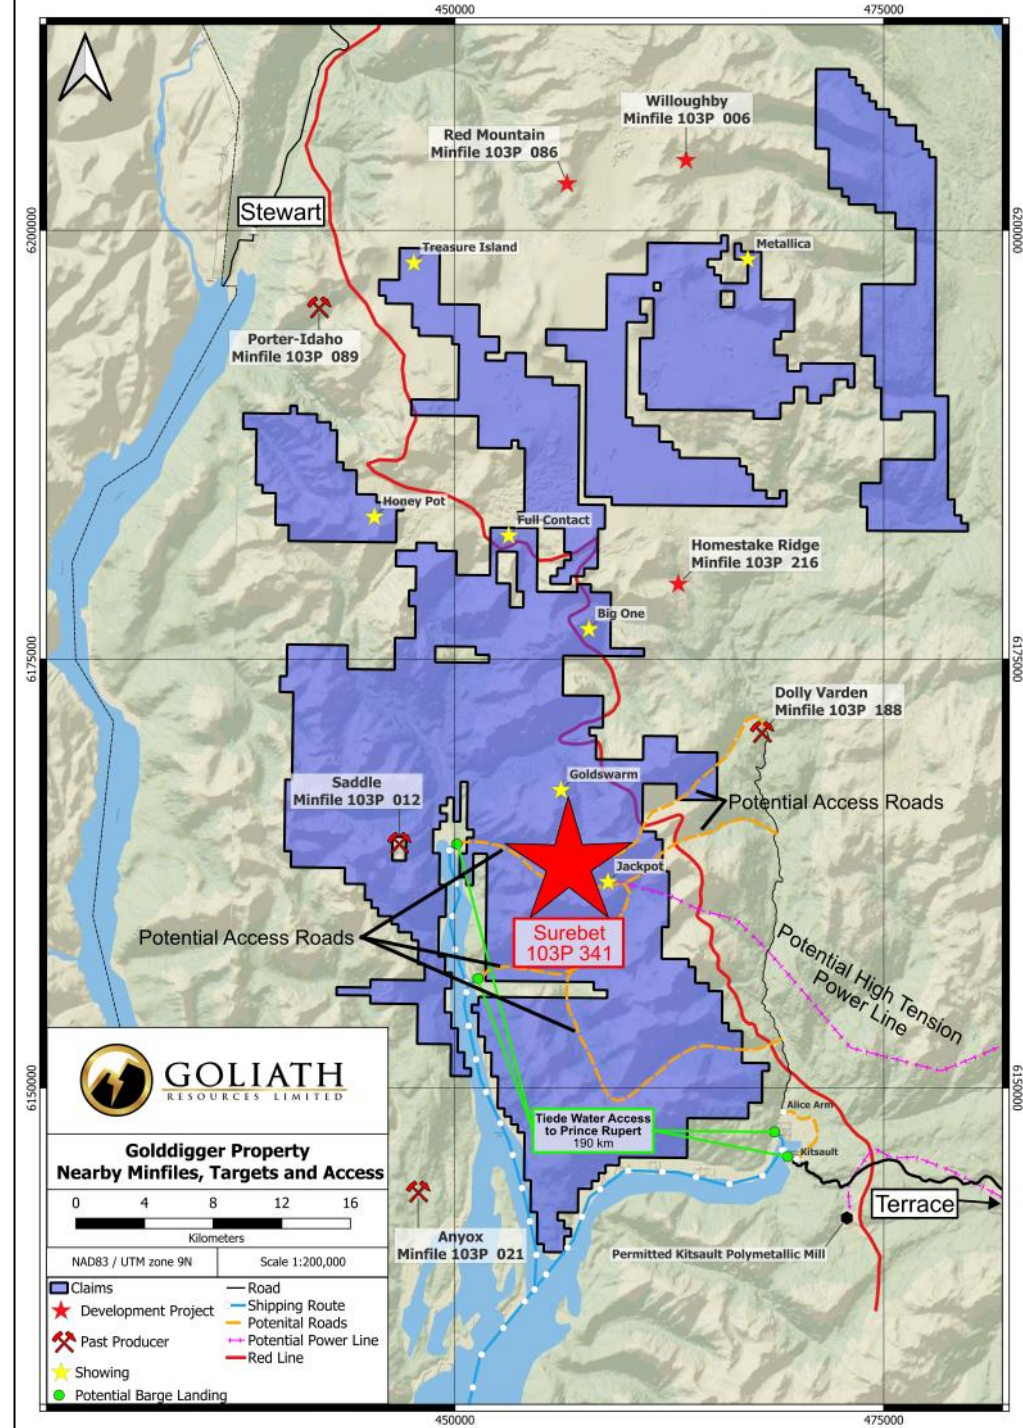 450000
475000
Willoughby
Minfile 103P 006
Red Mountain
Minfile 103P 086
Stewart
6200000
6200000
Treasure Island
Metallica
Porter-Idaho
Minfile 103P 089
Honey Pot
Full Contact
Homestake Ridge
Minfile 103P 216
Big One
6175000
6175000
Dolly Varden
Minfile 103P 188
Goldswarm
Saddle
Minfile 103P 012
Potential Access Roads
Jackpot
Surebet
103P 341
Potential Access Roads
Potential High Tension
Power Line
GOLIATH
RESOURCES LIMITED
6150000
6150000
Alice Arm
Tiede Water Access
to Prince Rupert
190 km
Kitsault
Golddigger Property
Nearby Minfiles, Targets and Access
0 4 8 12 16
Kilometers
Terrace
Anyox
Minfile 103P 021
Permitted Kitsault Polymetallic Mill
NAD83 / UTM zone 9N
Scale 1:200,000
Claims
Development Project
Past Producer
Showing
Potential Barge Landing
Road
Shipping Route
Potenital Roads
Potential Power Line
Red Line
450000
475000